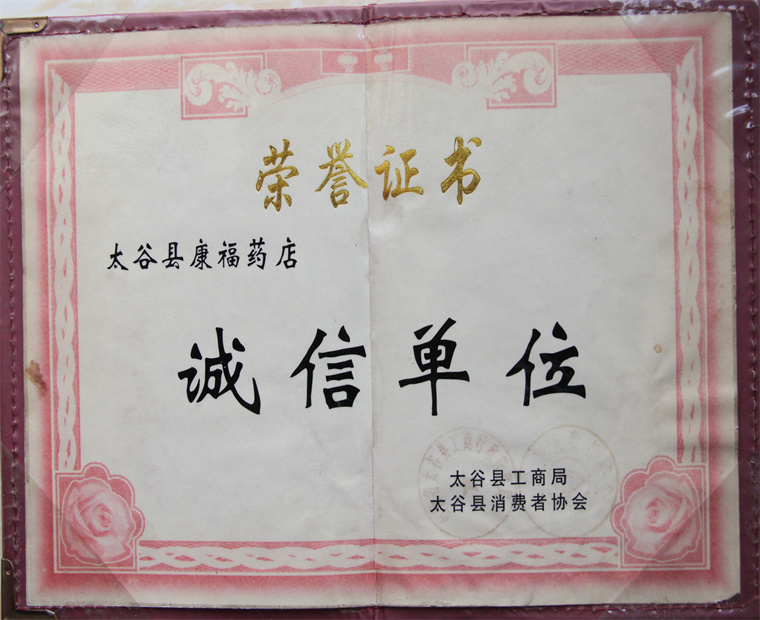 荣誉证书
太谷县康福药店
诚信单位
太谷县工商局
太谷县消费者协会